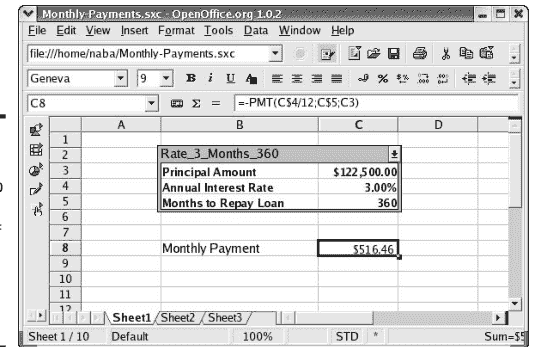 Monthly-Payments.sxc - OpenOffice.org 1.0.2
File Edit View Insert Format Tools Data Window Help
file:///home/naba/Monthly-Payments.sxc
Geneva 9 B i U A
C8 Σ = =-PMT(C$4/12;C$5;C3)
A B C D
1
2 Rate_3_Months_360
3 Principal Amount $122,500.00
4 Annual Interest Rate 3.00%
5 Months to Repay Loan 360
6
7
8 Monthly Payment $516.46
9
10
11
12
Sheet1 Sheet2 Sheet3
Sheet 1 / 10 Default 100% STD * Sum=$5